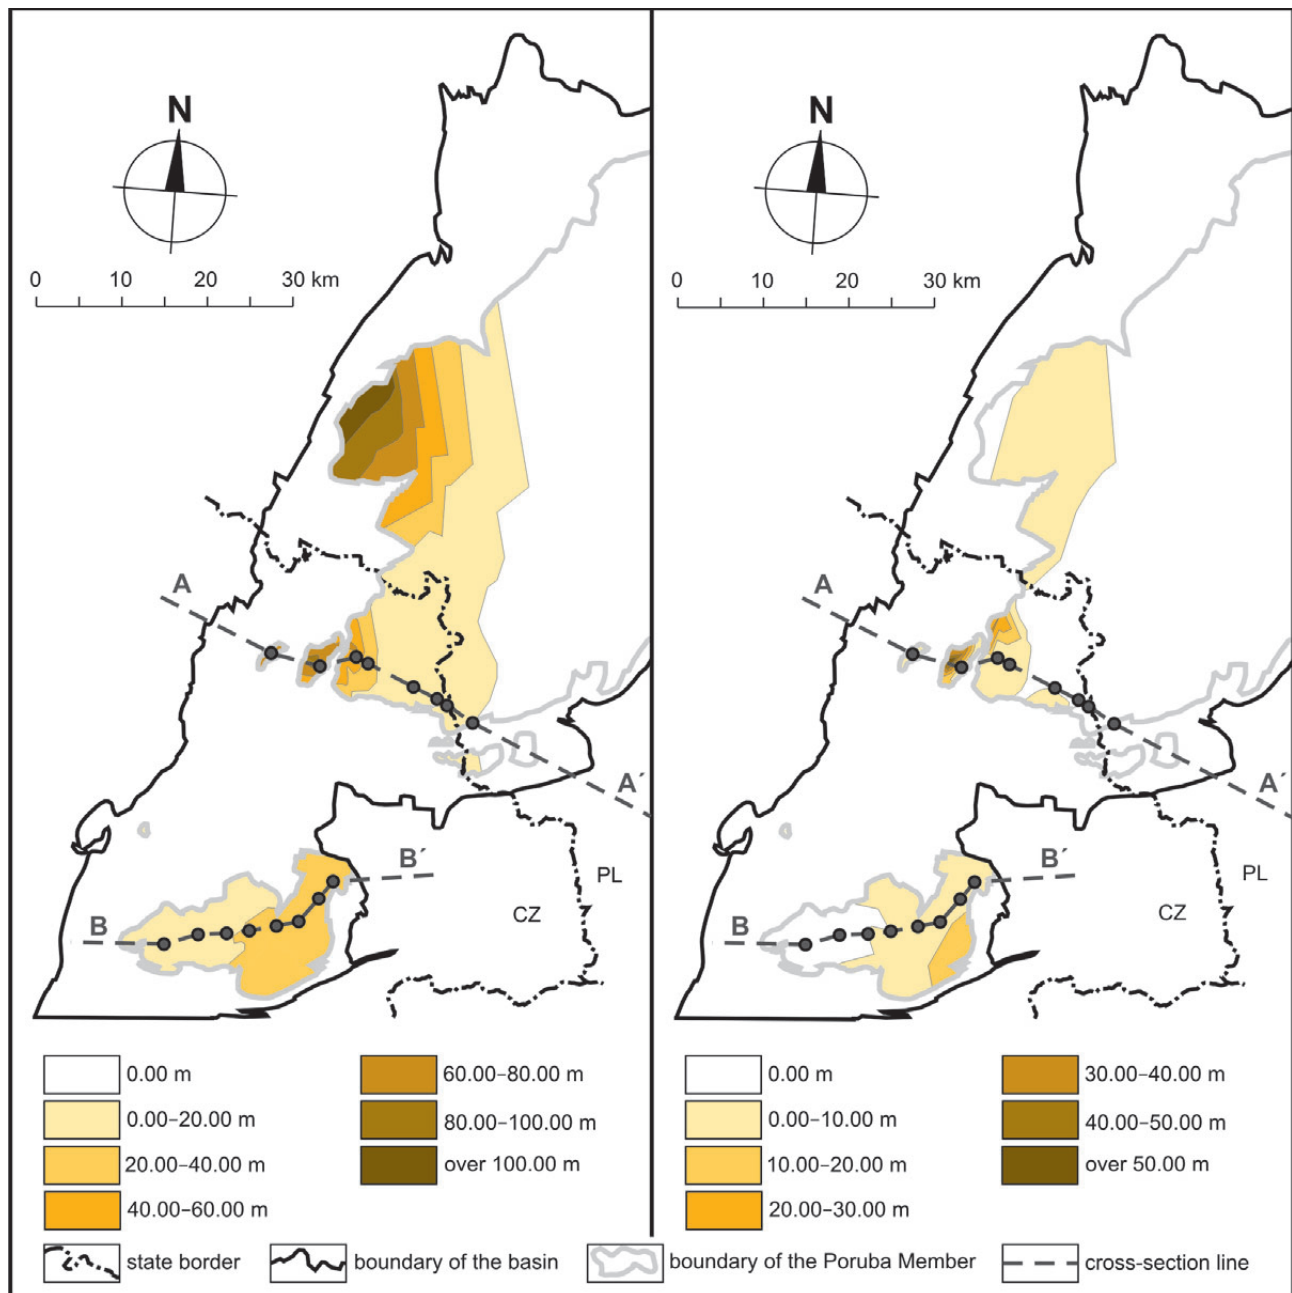 N
0 10 20 30 km
A
A´
B´
B
PL
CZ
0.00 m
0.00–20.00 m
20.00–40.00 m
40.00–60.00 m
60.00–80.00 m
80.00–100.00 m
over 100.00 m
N
0 10 20 30 km
A
A´
B´
B
PL
CZ
0.00 m
0.00–10.00 m
10.00–20.00 m
20.00–30.00 m
30.00–40.00 m
40.00–50.00 m
over 50.00 m
state border
boundary of the basin
boundary of the Poruba Member
cross-section line